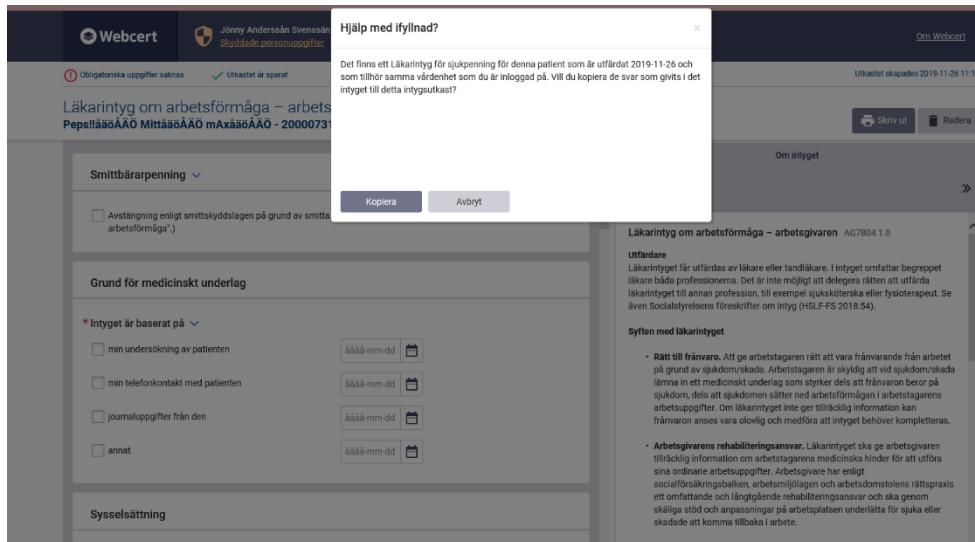 Webcert
Jönny Anderssån Svenssån
Skyddade personuppgifter
Om Webcert
Hjälp med ifyllnad?
Det finns ett Läkarintyg för sjukpenning för denna patient som är utfärdat 2019-11-26 och
som tillhör samma vårdenhet som du är inloggad på. Vill du kopiera de svar som givits i det
intyget till detta intygsutkast?
Kopiera
Avbryt
Obligatoriska uppgifter saknas
Utkastet är sparat
Utkastet skapades 2019-11-26 11:1
Läkarintyg om arbetsförmåga – arbets
Peps!!åäöÅÄÖ MittåäöÅÄÖ mAxåäöÅÄÖ - 20000731
Skriv ut
Radera
Smittbärarpenning
Avstängning enligt smittskyddslagen på grund av smitta.
arbetsförmåga".)
Grund för medicinskt underlag
* Intyget är baserat på
min undersökning av patienten
åååå-mm-dd
min telefonkontakt med patienten
åååå-mm-dd
journaluppgifter från den
åååå-mm-dd
annat
åååå-mm-dd
Sysselsättning
Om intyget
Läkarintyg om arbetsförmåga – arbetsgivaren AG7804 1.0
Utfärdare
Läkarintyget får utfärdas av läkare eller tandläkare. I intyget omfattar begreppet
läkare båda professionerna. Det är inte möjligt att delegera rätten att utfärda
läkarintyget till annan profession, till exempel sjuksköterska eller fysioterapeut. Se
även Socialstyrelsens föreskrifter om intyg (HSLF-FS 2018:54).
Syften med läkarintyget
• Rätt till frånvaro. Att ge arbetstagaren rätt att vara frånvarande från arbetet
på grund av sjukdom/skada. Arbetstagaren är skyldig att vid sjukdom/skada
lämna in ett medicinskt underlag som styrker dels att frånvaron beror på
sjukdom, dels att sjukdomen sätter ned arbetsförmågan i arbetstagarens
arbetsuppgifter. Om läkarintyget inte ger tillräcklig information kan
frånvaron anses vara olovlig och medföra att intyget behöver kompletteras.
• Arbetsgivarens rehabiliteringsansvar. Läkarintyget ska ge arbetsgivaren
tillräcklig information om arbetstagarens medicinska hinder för att utföra
sina ordinarie arbetsuppgifter. Arbetsgivare har enligt
socialförsäkringsbalken, arbetsmiljölagen och arbetsdomstolens rättspraxis
ett omfattande och långtgående rehabiliteringsansvar och ska genom
skäliga stöd och anpassningar på arbetsplatsen underlätta för sjuka eller
skadade att komma tillbaka i arbete.